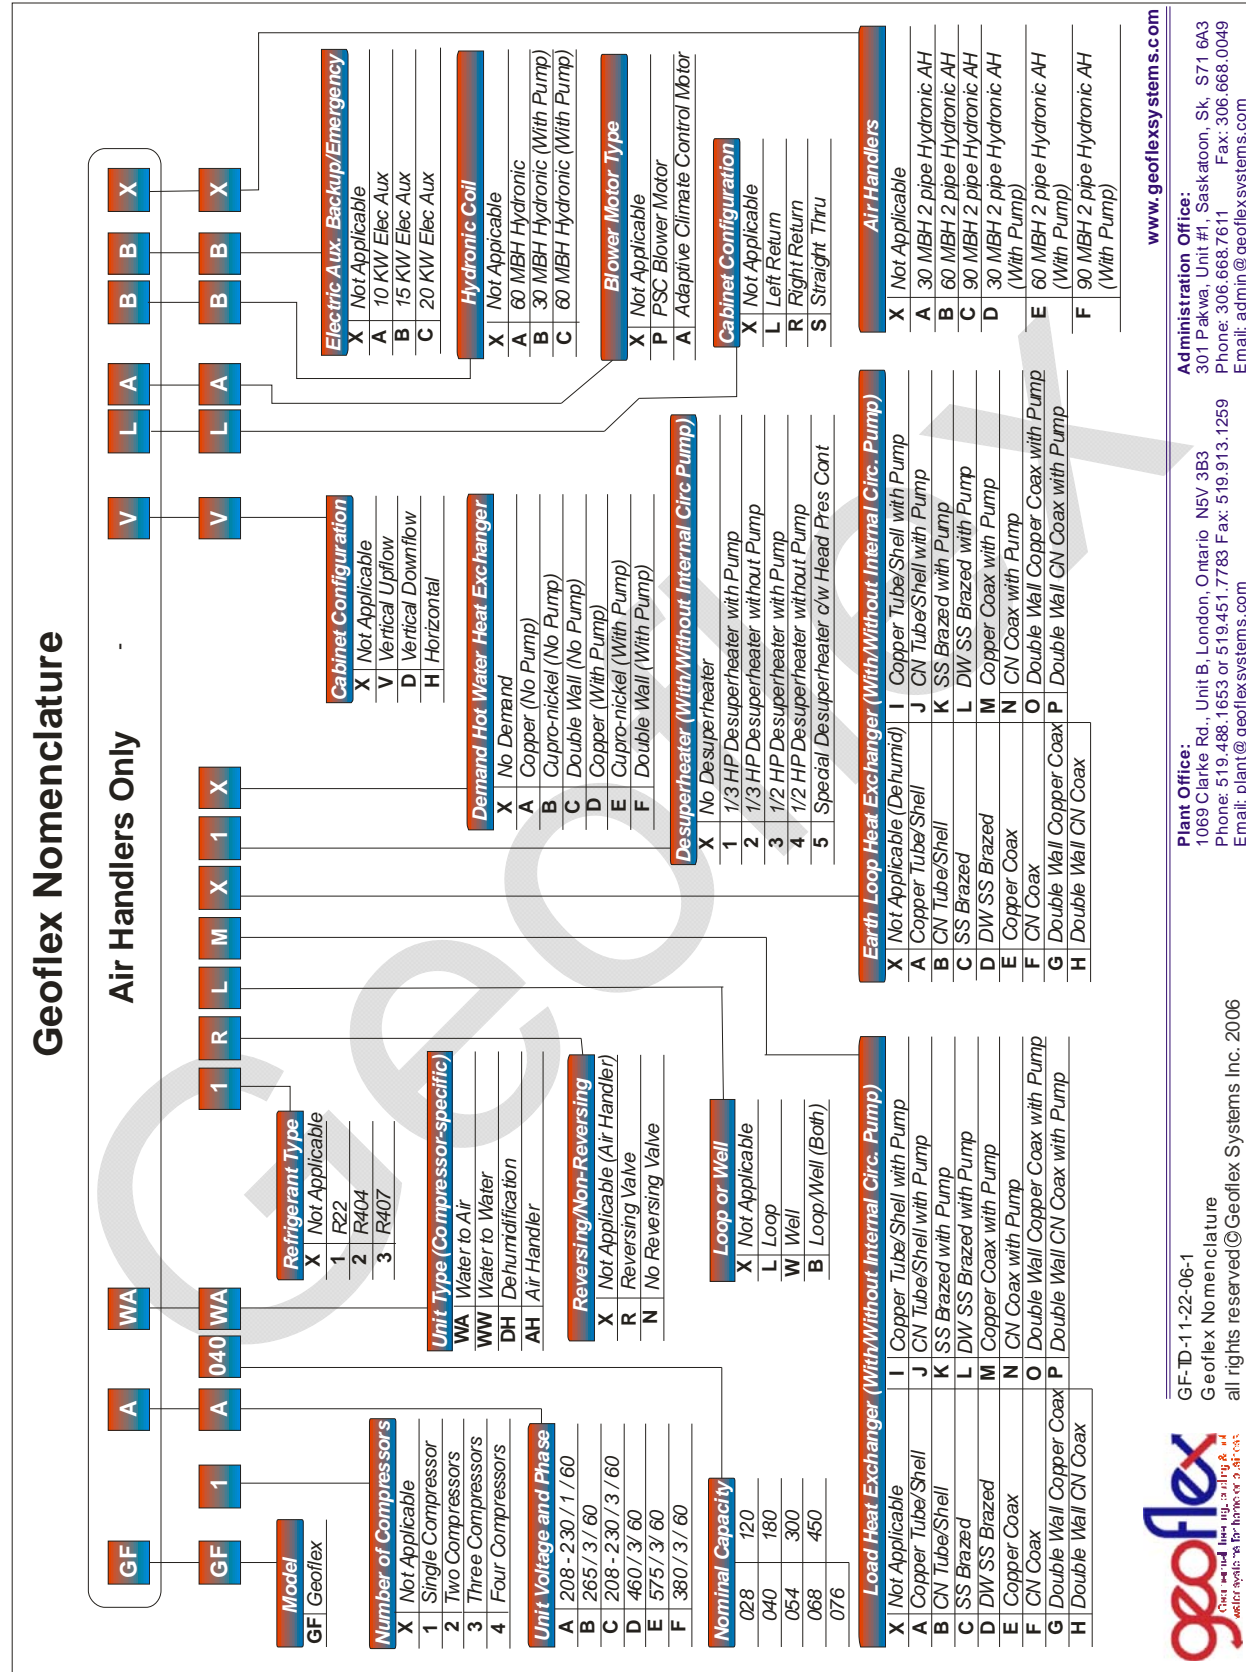 Geoflex Nomenclature
Air Handlers Only
-
GF A WA V L A B B X
GF 1 A 040 WA 1 R L M X 1 X V L A B B X
Model
GF Geoflex
Number of Compressors
X Not Applicable
1 Single Compressor
2 Two Compressors
3 Three Compressors
4 Four Compressors
Unit Voltage and Phase
A 208 - 230 / 1 / 60
B 265 / 3 / 60
C 208 - 230 / 3 / 60
D 460 / 3 / 60
E 575 / 3 / 60
F 380 / 3 / 60
Nominal Capacity
028 120
040 180
054 300
068 450
076
Refrigerant Type
X Not Applicable
1 R22
2 R404
3 R407
Unit Type (Compressor-specific)
WA Water to Air
WW Water to Water
DH Dehumidification
AH Air Handler
Reversing/Non-Reversing
X Not Applicable (Air Handler)
R Reversing Valve
N No Reversing Valve
Loop or Well
X Not Applicable
L Loop
W Well
B Loop/Well (Both)
Load Heat Exchanger (With/Without Internal Circ. Pump)
X Not Applicable I Copper Tube/Shell with Pump
A Copper Tube/Shell J CN Tube/Shell with Pump
B CN Tube/Shell K SS Brazed with Pump
C SS Brazed L DW SS Brazed with Pump
D DW SS Brazed M Copper Coax with Pump
E Copper Coax N CN Coax with Pump
F CN Coax O Double Wall Copper Coax with Pump
G Double Wall Copper Coax P Double Wall CN Coax with Pump
H Double Wall CN Coax
Cabinet Configuration
X Not Applicable
V Vertical Upflow
D Vertical Downflow
H Horizontal
Demand Hot Water Heat Exchanger
X No Demand
A Copper (No Pump)
B Cupro-nickel (No Pump)
C Double Wall (No Pump)
D Copper (With Pump)
E Cupro-nickel (With Pump)
F Double Wall (With Pump)
Desuperheater (With/Without Internal Circ Pump)
X No Desuperheater
1 1/3 HP Desuperheater with Pump
2 1/3 HP Desuperheater without Pump
3 1/2 HP Desuperheater with Pump
4 1/2 HP Desuperheater without Pump
5 Special Desuperheater c/w Head Pres Cont
Earth Loop Heat Exchanger (With/Without Internal Circ. Pump)
X Not Applicable (Dehumid) I Copper Tube/Shell with Pump
A Copper Tube/Shell J CN Tube/Shell with Pump
B CN Tube/Shell K SS Brazed with Pump
C SS Brazed L DW SS Brazed with Pump
D DW SS Brazed M Copper Coax with Pump
E Copper Coax N CN Coax with Pump
F CN Coax O Double Wall Copper Coax with Pump
G Double Wall Copper Coax P Double Wall CN Coax with Pump
H Double Wall CN Coax
Electric Aux. Backup/Emergency
X Not Applicable
A 10 KW Elec Aux
B 15 KW Elec Aux
C 20 KW Elec Aux
Hydronic Coil
X Not Appicable
A 60 MBH Hydronic
B 30 MBH Hydronic (With Pump)
C 60 MBH Hydronic (With Pump)
Blower Motor Type
X Not Applicable
P PSC Blower Motor
A Adaptive Climate Control Motor
Cabinet Configuration
X Not Applicable
L Left Return
R Right Return
S Straight Thru
Air Handlers
X Not Applicable
A 30 MBH 2 pipe Hydronic AH
B 60 MBH 2 pipe Hydronic AH
C 90 MBH 2 pipe Hydronic AH
D 30 MBH 2 pipe Hydronic AH
(With Pump)
E 60 MBH 2 pipe Hydronic AH
(With Pump)
F 90 MBH 2 pipe Hydronic AH
(With Pump)
Geoflex
www.geoflexsystems.com
geoflex
GF-TD-11-22-06-1
Geoflex Nomenclature
all rights reserved©Geoflex Systems Inc. 2006
Plant Office:
1069 Clarke Rd., Unit B, London, Ontario N5V 3B3
Phone: 519.488.1653 or 519.451.7783 Fax: 519.913.1259
Email: plant@geoflexsystems.com
Administration Office:
301 Pakwa, Unit #1, Saskatoon, Sk, S71 6A3
Phone: 306.668.7611 Fax: 306.668.0049
Email: admin@geoflexsystems.com